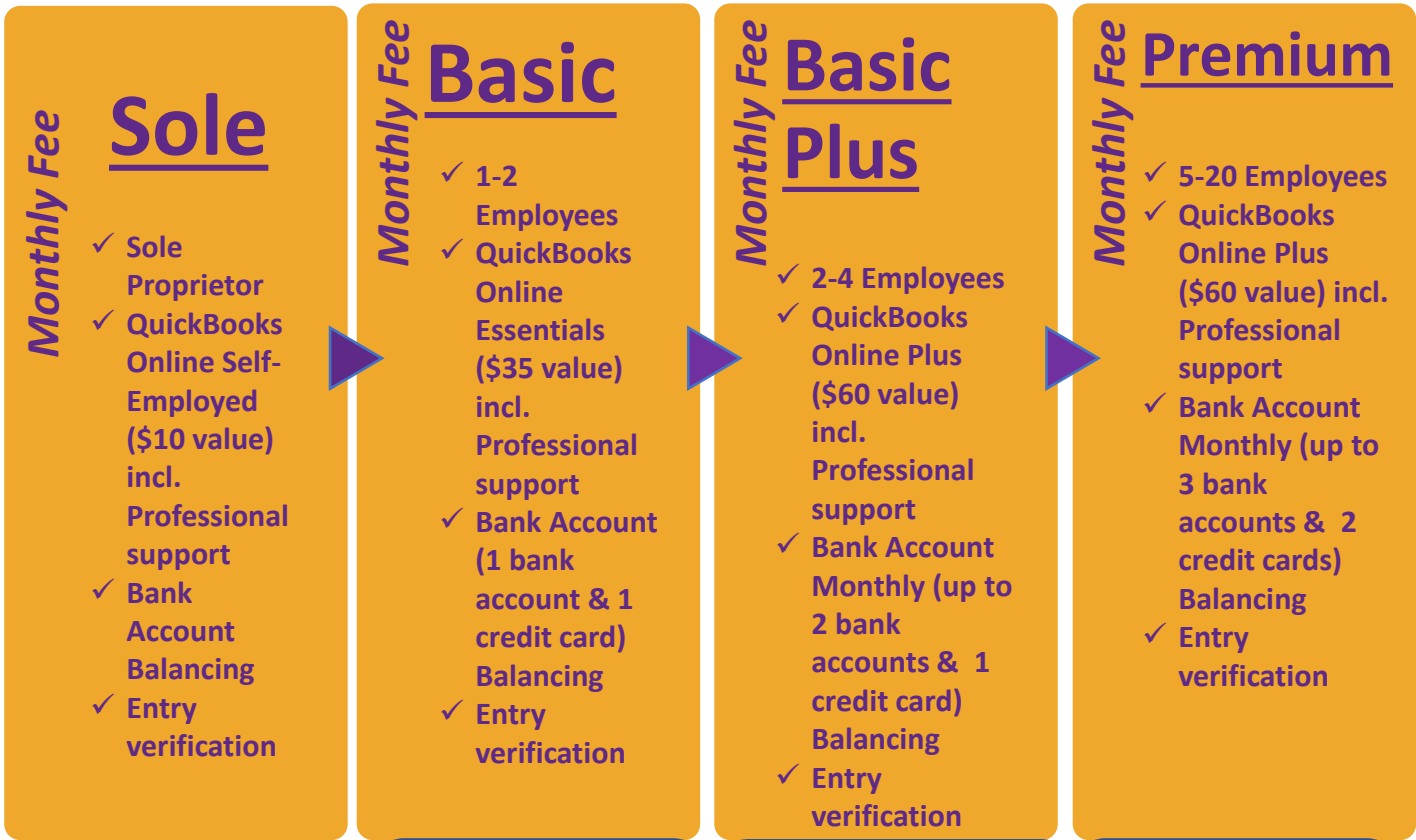 Monthly Fee
Sole
✓ Sole
Proprietor
✓ QuickBooks
Online Self-
Employed
($10 value)
incl.
Professional
support
✓ Bank
Account
Balancing
✓ Entry
verification
Monthly Fee
Basic
✓ 1-2
Employees
✓ QuickBooks
Online
Essentials
($35 value)
incl.
Professional
support
✓ Bank Account
(1 bank
account & 1
credit card)
Balancing
✓ Entry
verification
Monthly Fee
Basic
Plus
✓ 2-4 Employees
✓ QuickBooks
Online Plus
($60 value)
incl.
Professional
support
✓ Bank Account
Monthly (up to
2 bank
accounts & 1
credit card)
Balancing
✓ Entry
verification
Monthly Fee
Premium
✓ 5-20 Employees
✓ QuickBooks
Online Plus
($60 value) incl.
Professional
support
✓ Bank Account
Monthly (up to
3 bank
accounts & 2
credit cards)
Balancing
✓ Entry
verification